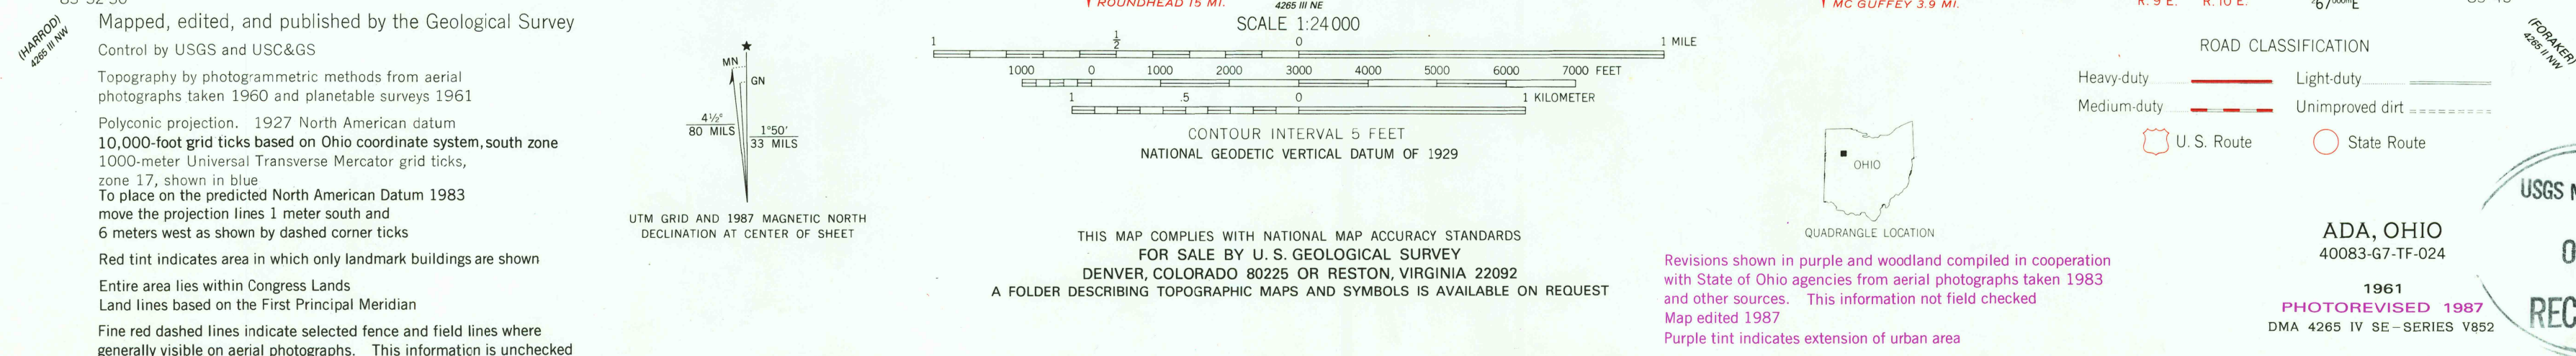 (HARROD)
4265 III NW
Mapped, edited, and published by the Geological Survey
Control by USGS and USC&GS
Topography by photogrammetric methods from aerial
photographs taken 1960 and planetable surveys 1961
Polyconic projection. 1927 North American datum
10,000-foot grid ticks based on Ohio coordinate system, south zone
1000-meter Universal Transverse Mercator grid ticks,
zone 17, shown in blue
To place on the predicted North American Datum 1983
move the projection lines 1 meter south and
6 meters west as shown by dashed corner ticks
Red tint indicates area in which only landmark buildings are shown
Entire area lies within Congress Lands
Land lines based on the First Principal Meridian
Fine red dashed lines indicate selected fence and field lines where
generally visible on aerial photographs. This information is unchecked
MN
GN
4½°
80 MILS
1°50′
33 MILS
UTM GRID AND 1987 MAGNETIC NORTH
DECLINATION AT CENTER OF SHEET
ROUNDHEAD 15 MI.
4265 III NE
MC GUFFEY 3.9 MI.
SCALE 1:24 000
1 ½ 0 1 MILE
1000 0 1000 2000 3000 4000 5000 6000 7000 FEET
1 .5 0 1 KILOMETER
CONTOUR INTERVAL 5 FEET
NATIONAL GEODETIC VERTICAL DATUM OF 1929
THIS MAP COMPLIES WITH NATIONAL MAP ACCURACY STANDARDS
FOR SALE BY U. S. GEOLOGICAL SURVEY
DENVER, COLORADO 80225 OR RESTON, VIRGINIA 22092
A FOLDER DESCRIBING TOPOGRAPHIC MAPS AND SYMBOLS IS AVAILABLE ON REQUEST
OHIO
QUADRANGLE LOCATION
Revisions shown in purple and woodland compiled in cooperation
with State of Ohio agencies from aerial photographs taken 1983
and other sources. This information not field checked
Map edited 1987
Purple tint indicates extension of urban area
R. 9 E. R. 10 E.
(FORAKER)
4265 II NW
ROAD CLASSIFICATION
Heavy-duty Light-duty
Medium-duty Unimproved dirt
U. S. Route State Route
ADA, OHIO
40083-G7-TF-024
1961
PHOTOREVISED 1987
DMA 4265 IV SE-SERIES V852
USGS
REC